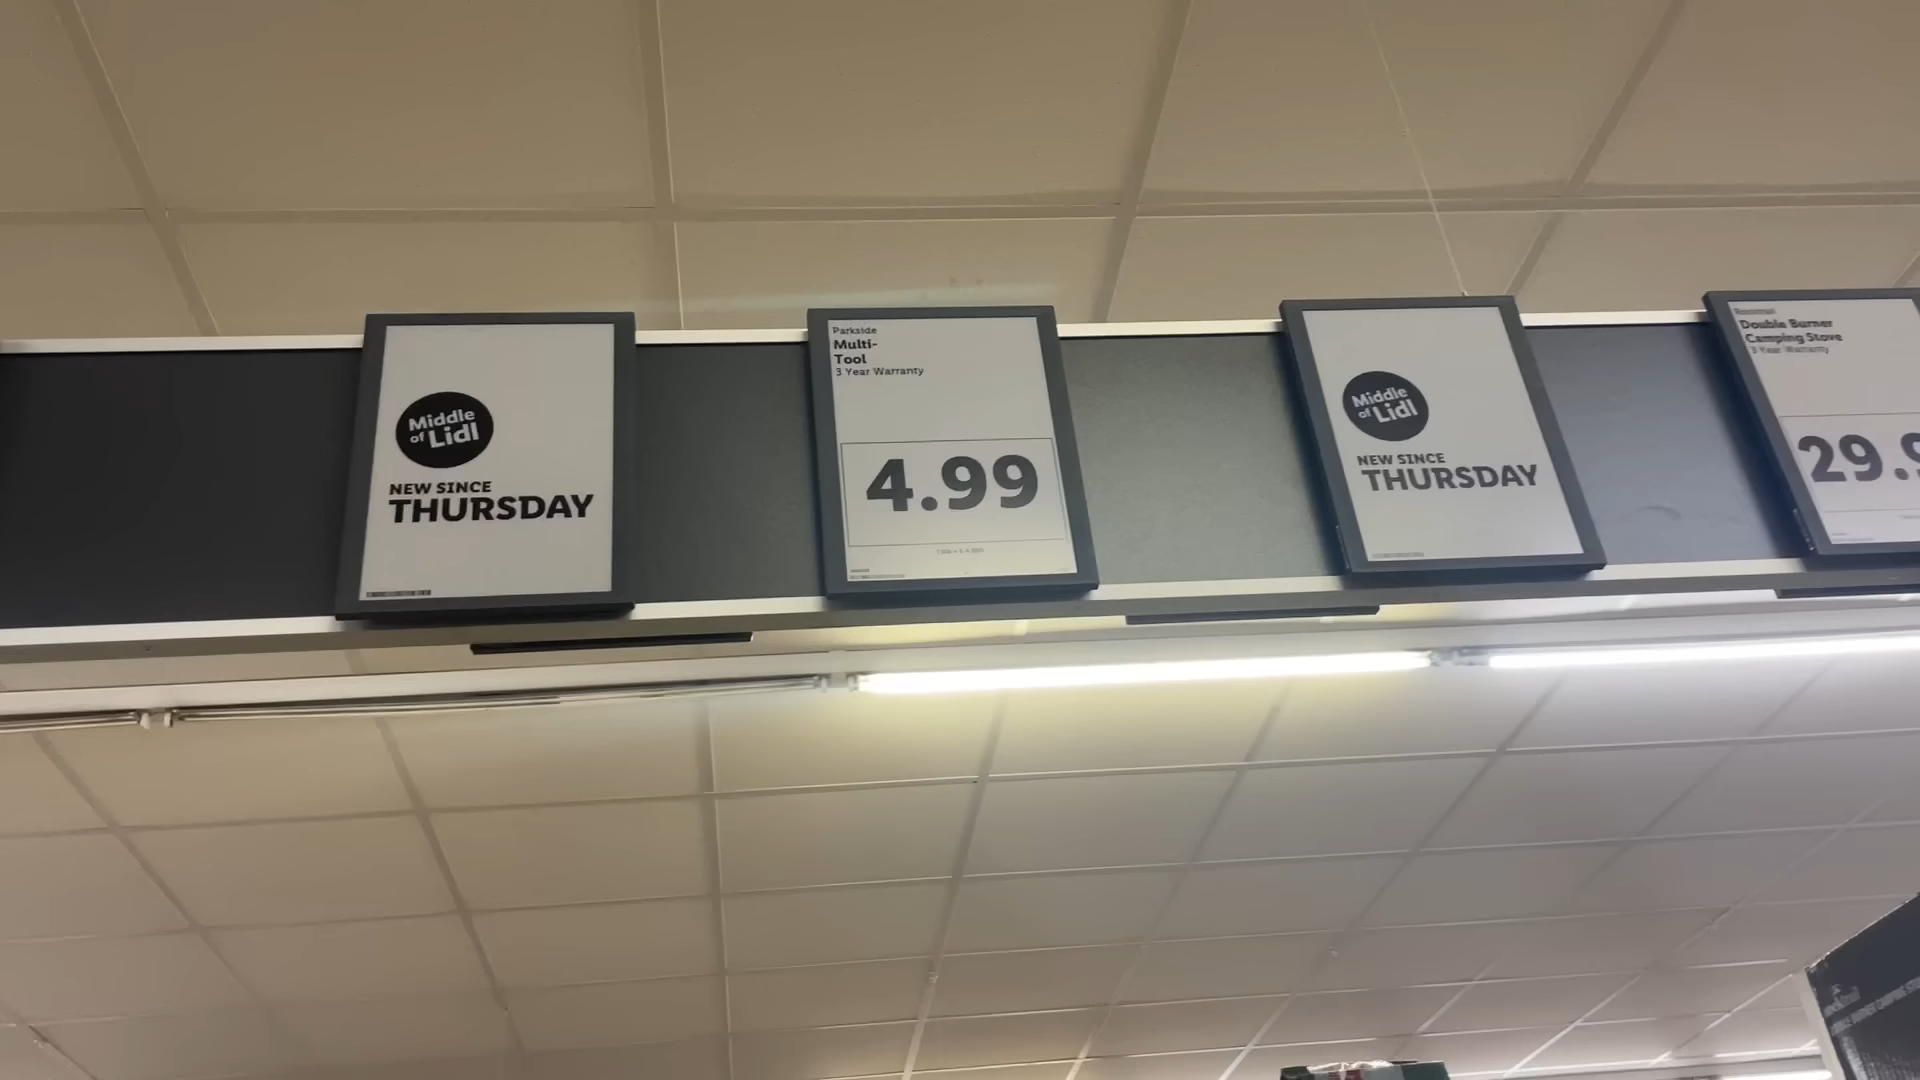 Middle
of Lidl
NEW SINCE
THURSDAY
Parkside
Multi-
Tool
3 Year Warranty
4.99
Middle
of Lidl
NEW SINCE
THURSDAY
Double Burner
Camping Stove
3 Year Warranty
29.9